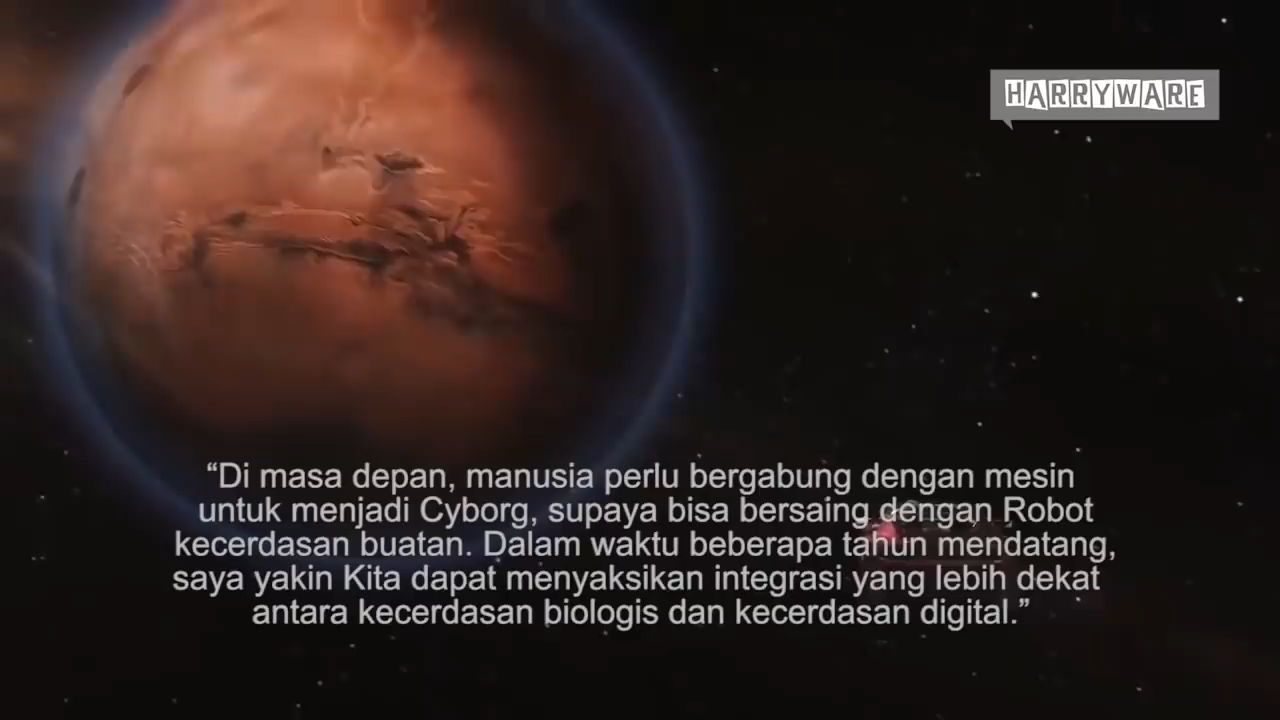 HARRYWARE
“Di masa depan, manusia perlu bergabung dengan mesin
untuk menjadi Cyborg, supaya bisa bersaing dengan Robot
kecerdasan buatan. Dalam waktu beberapa tahun mendatang,
saya yakin Kita dapat menyaksikan integrasi yang lebih dekat
antara kecerdasan biologis dan kecerdasan digital.”